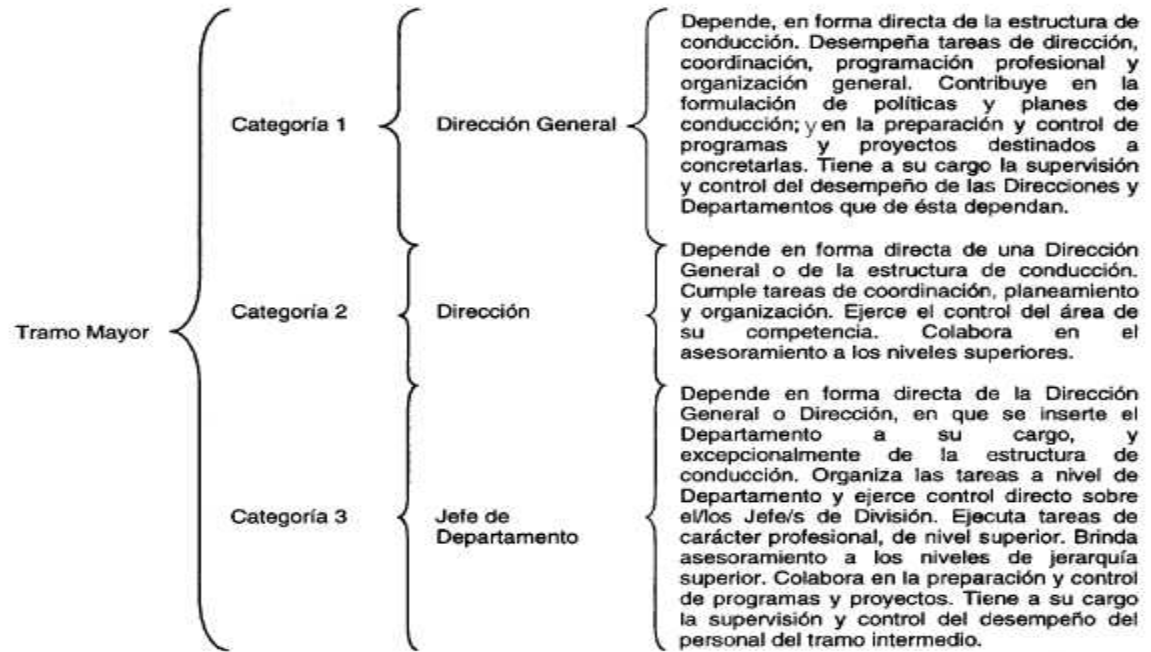 Tramo Mayor
Categoría 1
Dirección General
Depende, en forma directa de la estructura de
conducción. Desempeña tareas de dirección,
coordinación, programación profesional y
organización general. Contribuye en la
formulación de políticas y planes de
conducción; y en la preparación y control de
programas y proyectos destinados a
concretarlas. Tiene a su cargo la supervisión
y control del desempeño de las Direcciones y
Departamentos que de ésta dependan.
Categoría 2
Dirección
Depende en forma directa de una Dirección
General o de la estructura de conducción.
Cumple tareas de coordinación, planeamiento
y organización. Ejerce el control del área de
su competencia. Colabora en el
asesoramiento a los niveles superiores.
Categoría 3
Jefe de
Departamento
Depende en forma directa de la Dirección
General o Dirección, en que se inserte el
Departamento a su cargo, y
excepcionalmente de la estructura de
conducción. Organiza las tareas a nivel de
Departamento y ejerce control directo sobre
el/los Jefe/s de División. Ejecuta tareas de
carácter profesional, de nivel superior. Brinda
asesoramiento a los niveles de jerarquía
superior. Colabora en la preparación y control
de programas y proyectos. Tiene a su cargo
la supervisión y control del desempeño del
personal del tramo intermedio.